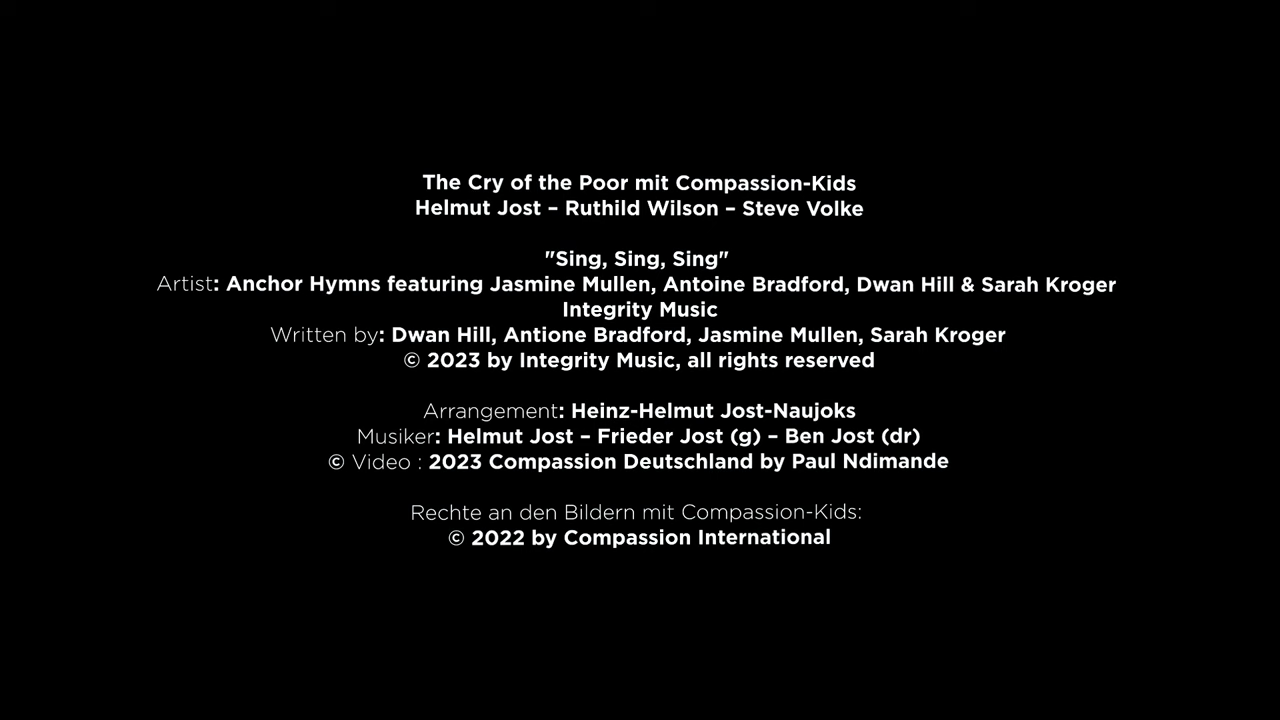 The Cry of the Poor mit Compassion-Kids
Helmut Jost – Ruthild Wilson – Steve Volke
"Sing, Sing, Sing"
Artist: Anchor Hymns featuring Jasmine Mullen, Antoine Bradford, Dwan Hill & Sarah Kroger
Integrity Music
Written by: Dwan Hill, Antione Bradford, Jasmine Mullen, Sarah Kroger
© 2023 by Integrity Music, all rights reserved
Arrangement: Heinz-Helmut Jost-Naujoks
Musiker: Helmut Jost – Frieder Jost (g) – Ben Jost (dr)
© Video : 2023 Compassion Deutschland by Paul Ndimande
Rechte an den Bildern mit Compassion-Kids:
© 2022 by Compassion International